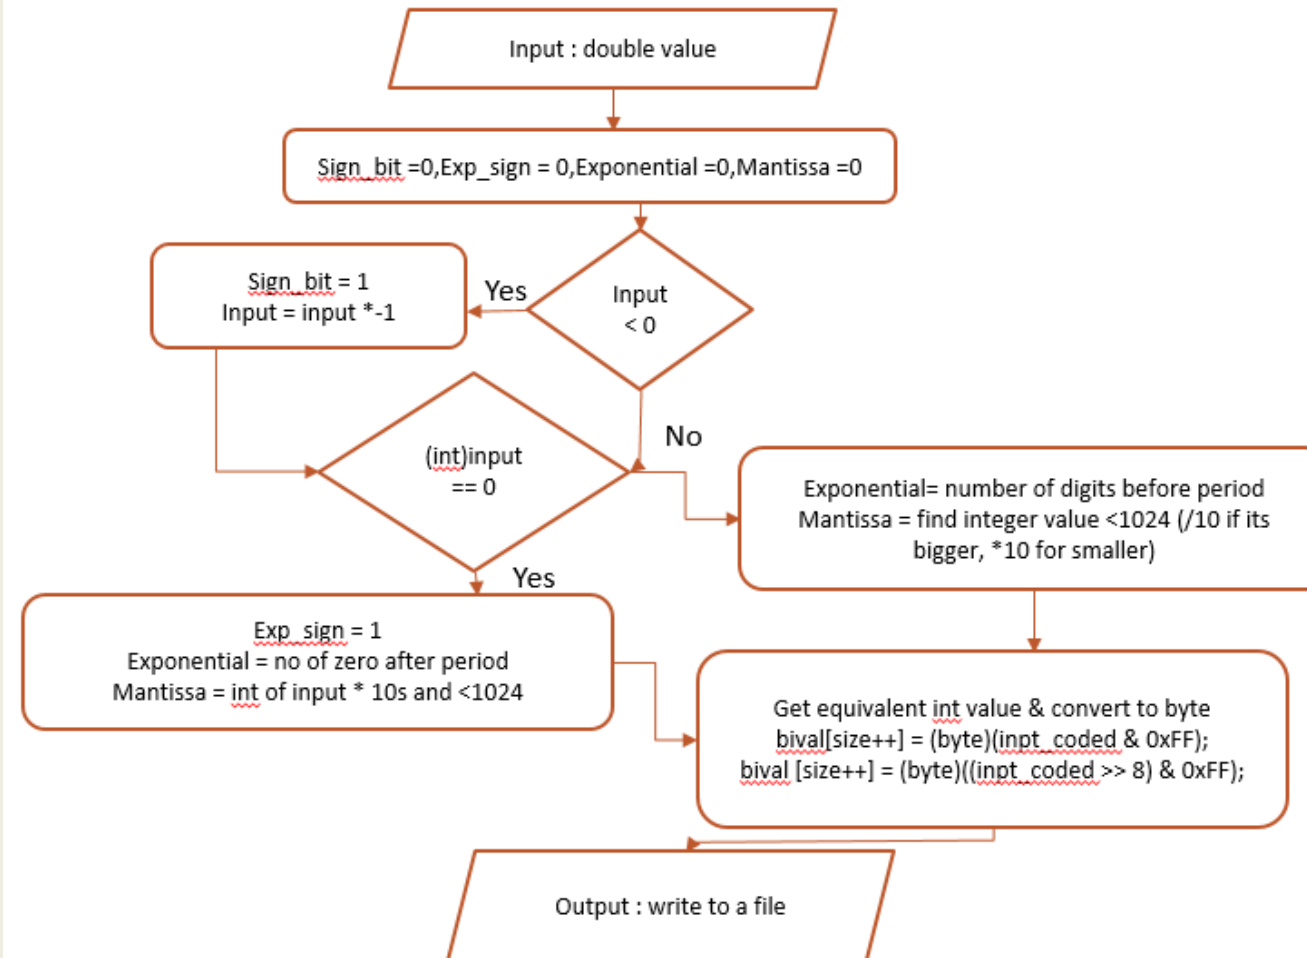 Input : double value
Sign_bit =0,Exp_sign = 0,Exponential =0,Mantissa =0
Input
< 0
Yes
Sign_bit = 1
Input = input *-1
No
(int)input
== 0
Yes
Exponential= number of digits before period
Mantissa = find integer value <1024 (/10 if its
bigger, *10 for smaller)
Exp_sign = 1
Exponential = no of zero after period
Mantissa = int of input * 10s and <1024
Get equivalent int value & convert to byte
bival[size++] = (byte)(inpt_coded & 0xFF);
bival [size++] = (byte)((inpt_coded >> 8) & 0xFF);
Output : write to a file